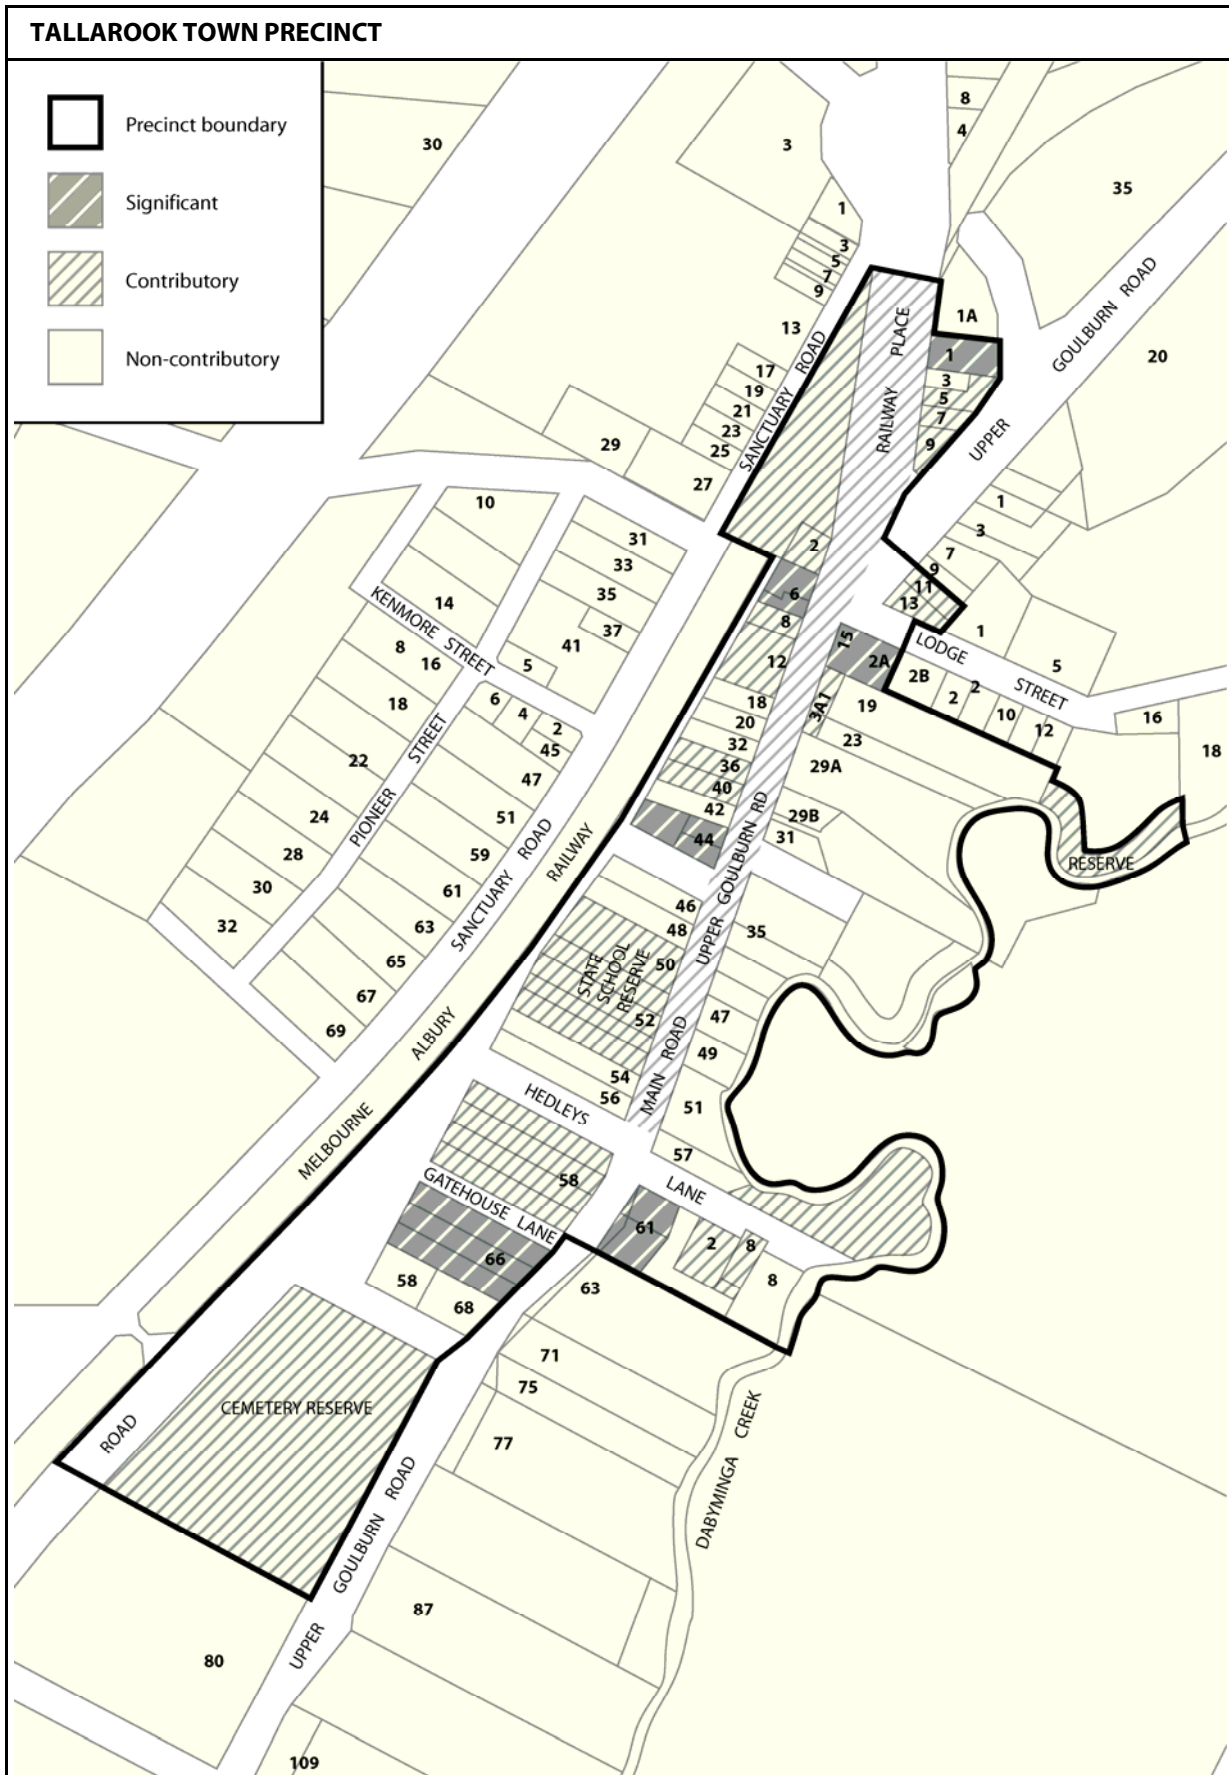 TALLAROOK TOWN PRECINCT
Precinct boundary
Significant
Contributory
Non-contributory
30
3
8
4
35
1
3
5
7
9
13
1A
GOULBURN ROAD
20
PLACE
RAILWAY
1
3
5
7
9
UPPER
SANCTUARY ROAD
17
19
21
23
25
27
29
10
31
33
35
37
41
14
KENMORE STREET
5
8
16
18
6
4
2
45
47
22
PIONEER STREET
24
28
30
32
51
59
61
63
65
67
69
SANCTUARY ROAD
RAILWAY
ALBURY
MELBOURNE
ROAD
1
3
7
9
11
13
2
6
8
12
18
20
32
36
40
42
44
15
2A
2B
2
2
10
12
LODGE
STREET
1
5
16
18
3A1
19
23
29A
29B
31
RESERVE
UPPER GOULBURN RD
46
48
50
52
54
56
STATE
SCHOOL
RESERVE
35
47
49
51
57
MAIN ROAD
HEDLEYS
LANE
58
GATEHOUSE LANE
66
58
68
61
2
8
8
63
71
75
77
CEMETERY RESERVE
UPPER GOULBURN ROAD
DABYMINGA CREEK
87
80
109